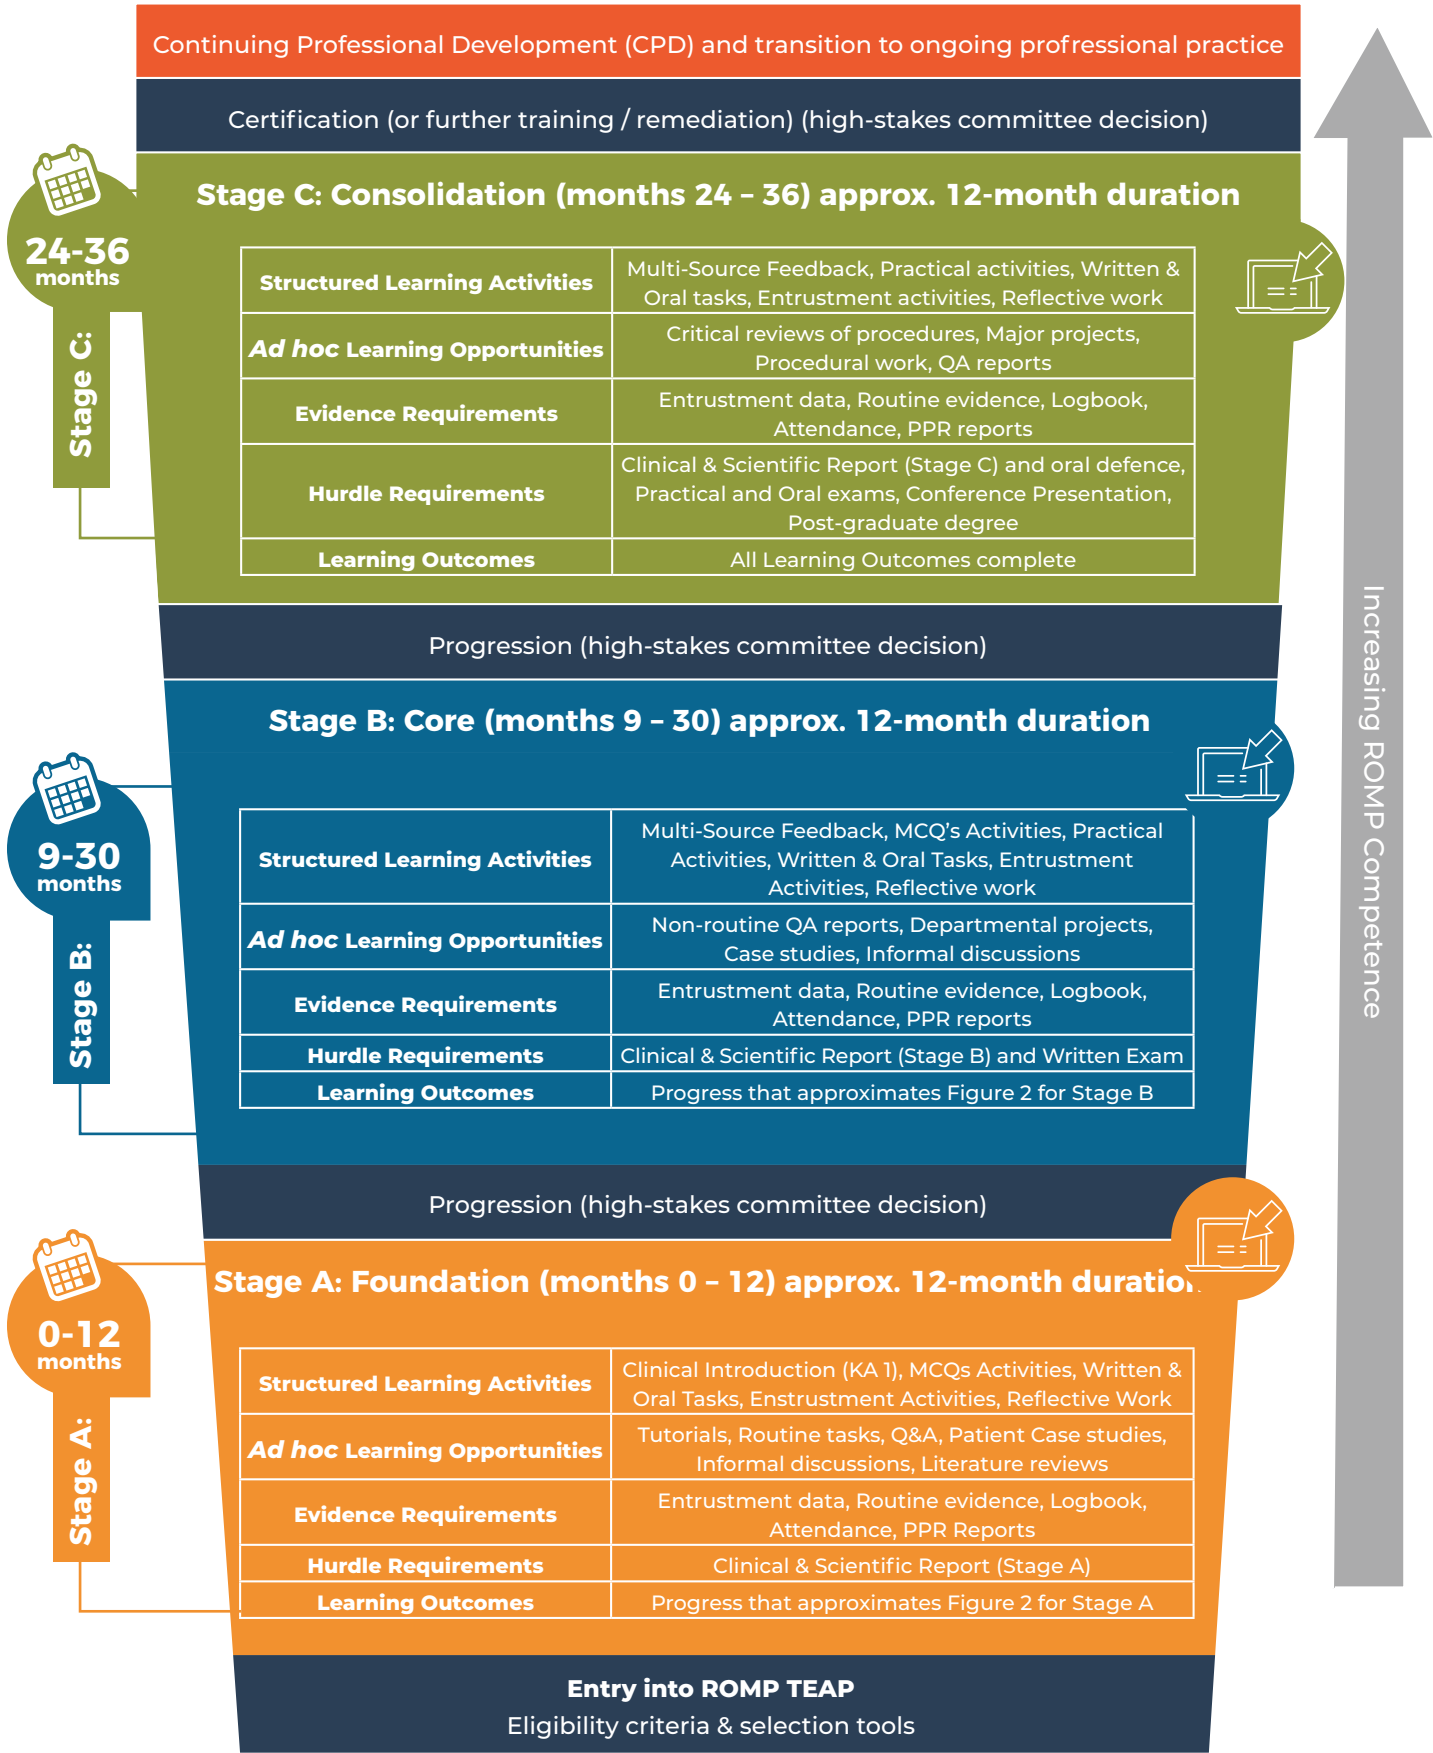 Continuing Professional Development (CPD) and transition to ongoing profressional practice
Certification (or further training / remediation) (high-stakes committee decision)
Stage C: Consolidation (months 24 – 36) approx. 12-month duration
24-36
months
Stage C:
Structured Learning Activities
Multi-Source Feedback, Practical activities, Written &
Oral tasks, Entrustment activities, Reflective work
Ad hoc Learning Opportunities
Critical reviews of procedures, Major projects,
Procedural work, QA reports
Evidence Requirements
Entrustment data, Routine evidence, Logbook,
Attendance, PPR reports
Hurdle Requirements
Clinical & Scientific Report (Stage C) and oral defence,
Practical and Oral exams, Conference Presentation,
Post-graduate degree
Learning Outcomes
All Learning Outcomes complete
Progression (high-stakes committee decision)
Stage B: Core (months 9 – 30) approx. 12-month duration
9-30
months
Stage B:
Structured Learning Activities
Multi-Source Feedback, MCQ's Activities, Practical
Activities, Written & Oral Tasks, Entrustment
Activities, Reflective work
Ad hoc Learning Opportunities
Non-routine QA reports, Departmental projects,
Case studies, Informal discussions
Evidence Requirements
Entrustment data, Routine evidence, Logbook,
Attendance, PPR reports
Hurdle Requirements
Clinical & Scientific Report (Stage B) and Written Exam
Learning Outcomes
Progress that approximates Figure 2 for Stage B
Progression (high-stakes committee decision)
Stage A: Foundation (months 0 – 12) approx. 12-month duration
0-12
months
Stage A:
Structured Learning Activities
Clinical Introduction (KA 1), MCQs Activities, Written &
Oral Tasks, Enstrustment Activities, Reflective Work
Ad hoc Learning Opportunities
Tutorials, Routine tasks, Q&A, Patient Case studies,
Informal discussions, Literature reviews
Evidence Requirements
Entrustment data, Routine evidence, Logbook,
Attendance, PPR Reports
Hurdle Requirements
Clinical & Scientific Report (Stage A)
Learning Outcomes
Progress that approximates Figure 2 for Stage A
Entry into ROMP TEAP
Eligibility criteria & selection tools
Increasing ROMP Competence